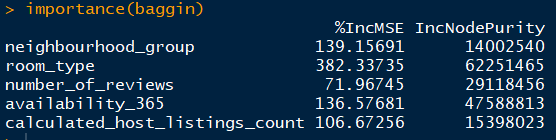 > importance(baggin)
%IncMSE IncNodePurity
neighbourhood_group 139.15691 14002540
room_type 382.33735 62251465
number_of_reviews 71.96745 29118456
availability_365 136.57681 47588813
calculated_host_listings_count 106.67256 15398023